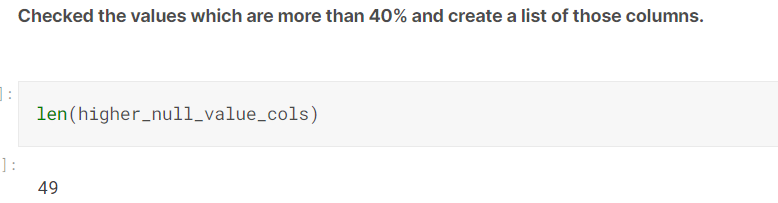 Checked the values which are more than 40% and create a list of those columns.
]:
len(higher_null_value_cols)
]:
49